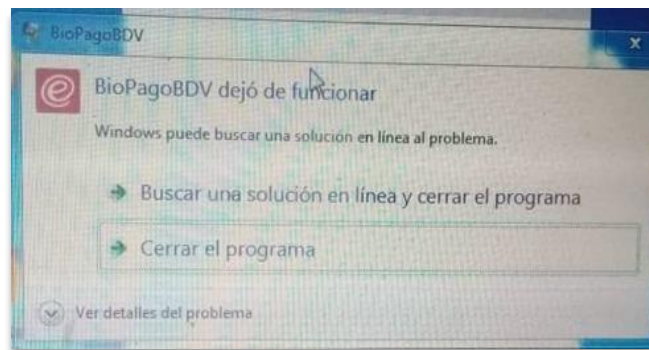 BioPagoBDV
x
BioPagoBDV dejó de funcionar
Windows puede buscar una solución en línea al problema.
Buscar una solución en línea y cerrar el programa
Cerrar el programa
Ver detalles del problema